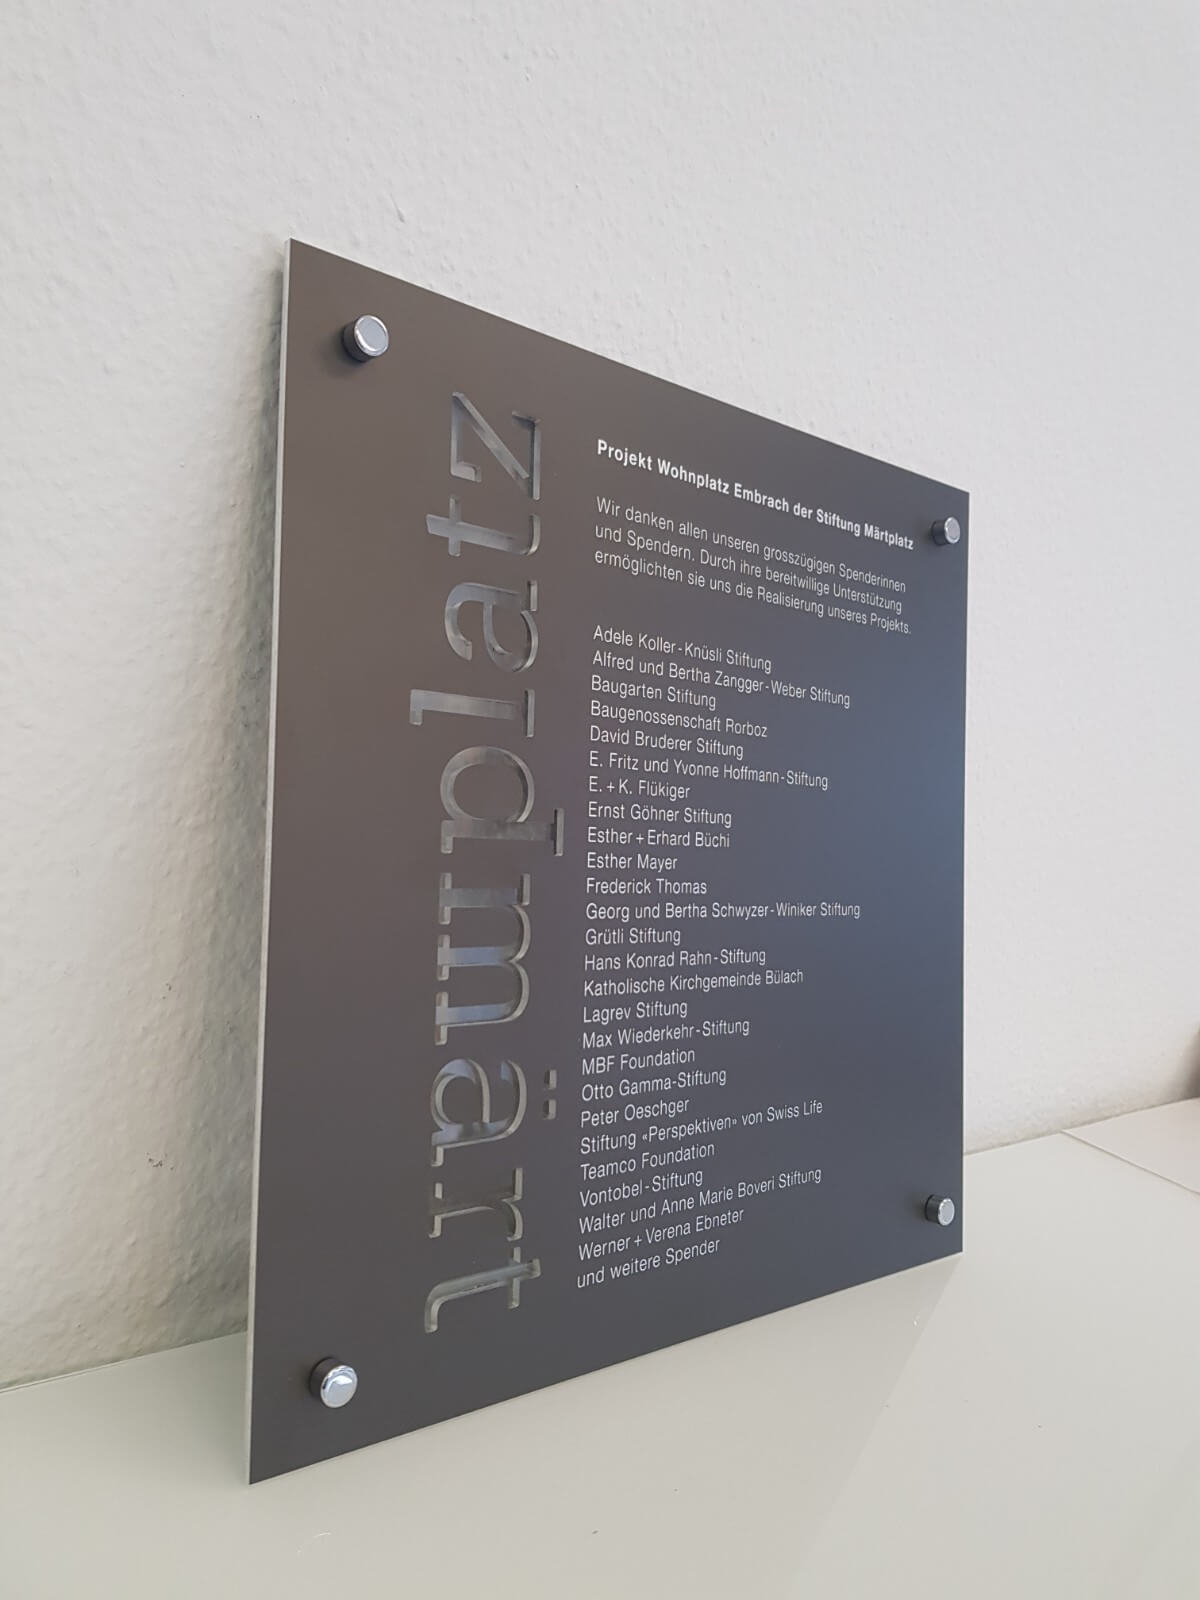 märtplatz
Projekt Wohnplatz Embrach der Stiftung Märtplatz
Wir danken allen unseren grosszügigen Spenderinnen
und Spendern. Durch ihre bereitwillige Unterstützung
ermöglichten sie uns die Realisierung unseres Projekts.
Adele Koller-Knüsli Stiftung
Alfred und Bertha Zangger-Weber Stiftung
Baugarten Stiftung
Baugenossenschaft Rorboz
David Bruderer Stiftung
E. Fritz und Yvonne Hoffmann-Stiftung
E. + K. Flükiger
Ernst Göhner Stiftung
Esther + Erhard Büchi
Esther Mayer
Frederick Thomas
Georg und Bertha Schwyzer-Winiker Stiftung
Grütli Stiftung
Hans Konrad Rahn-Stiftung
Katholische Kirchgemeinde Bülach
Lagrev Stiftung
Max Wiederkehr-Stiftung
MBF Foundation
Otto Gamma-Stiftung
Peter Oeschger
Stiftung «Perspektiven» von Swiss Life
Teamco Foundation
Vontobel-Stiftung
Walter und Anne Marie Boveri Stiftung
Werner + Verena Ebneter
und weitere Spender